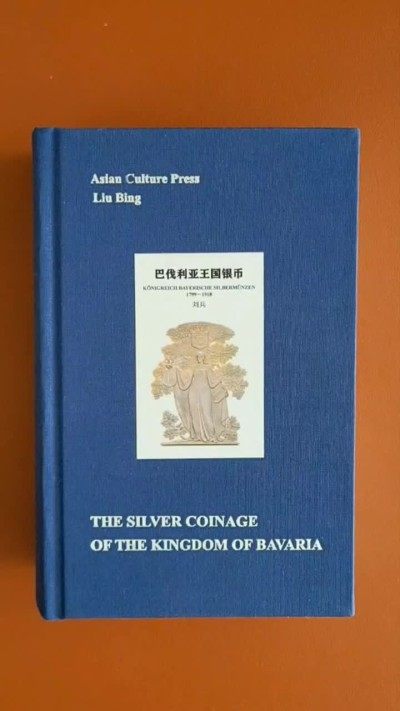 Asian Culture Press
Liu Bing
巴伐利亚王国银币
KÖNIGREICH BAYERISCHE SILBERMÜNZEN
1799-1918
刘兵
THE SILVER COINAGE
OF THE KINGDOM OF BAVARIA